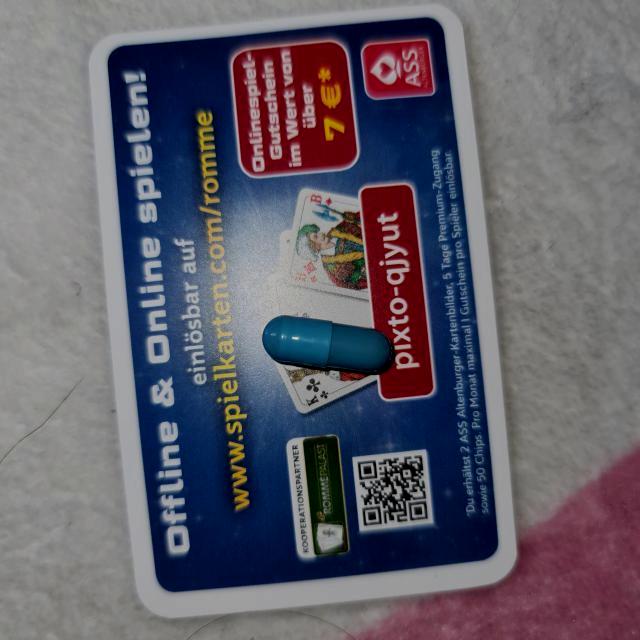 Offline & Online spielen!
einlösbar auf
www.spielkarten.com/romme
Onlinespiel-
Gutschein
im Wert von
über
7 €*
ASS
KOOPERATIONSPARTNER
ROMMÉPALAST
K
B
pixto-qjyut
*Du erhältst 2 ASS Altenburger-Kartenbilder, 5 Tage Premium-Zugang
sowie 50 Chips. Pro Monat maximal 1 Gutschein pro Spieler einlösbar.